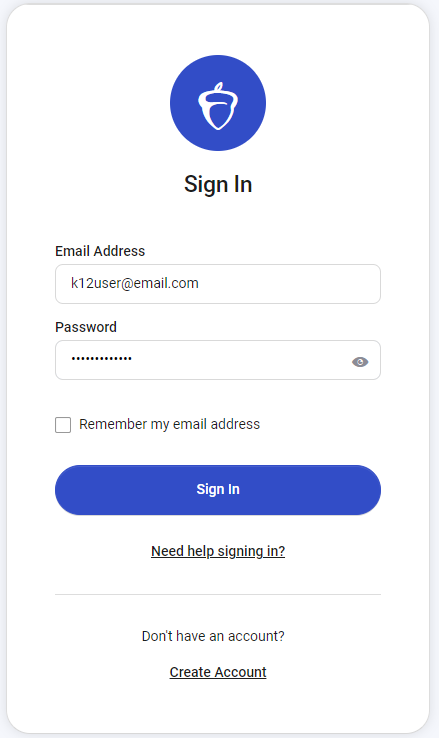 Sign In
Email Address
k12user@email.com
Password
•••••••••••••
Remember my email address
Sign In
Need help signing in?
Don't have an account?
Create Account